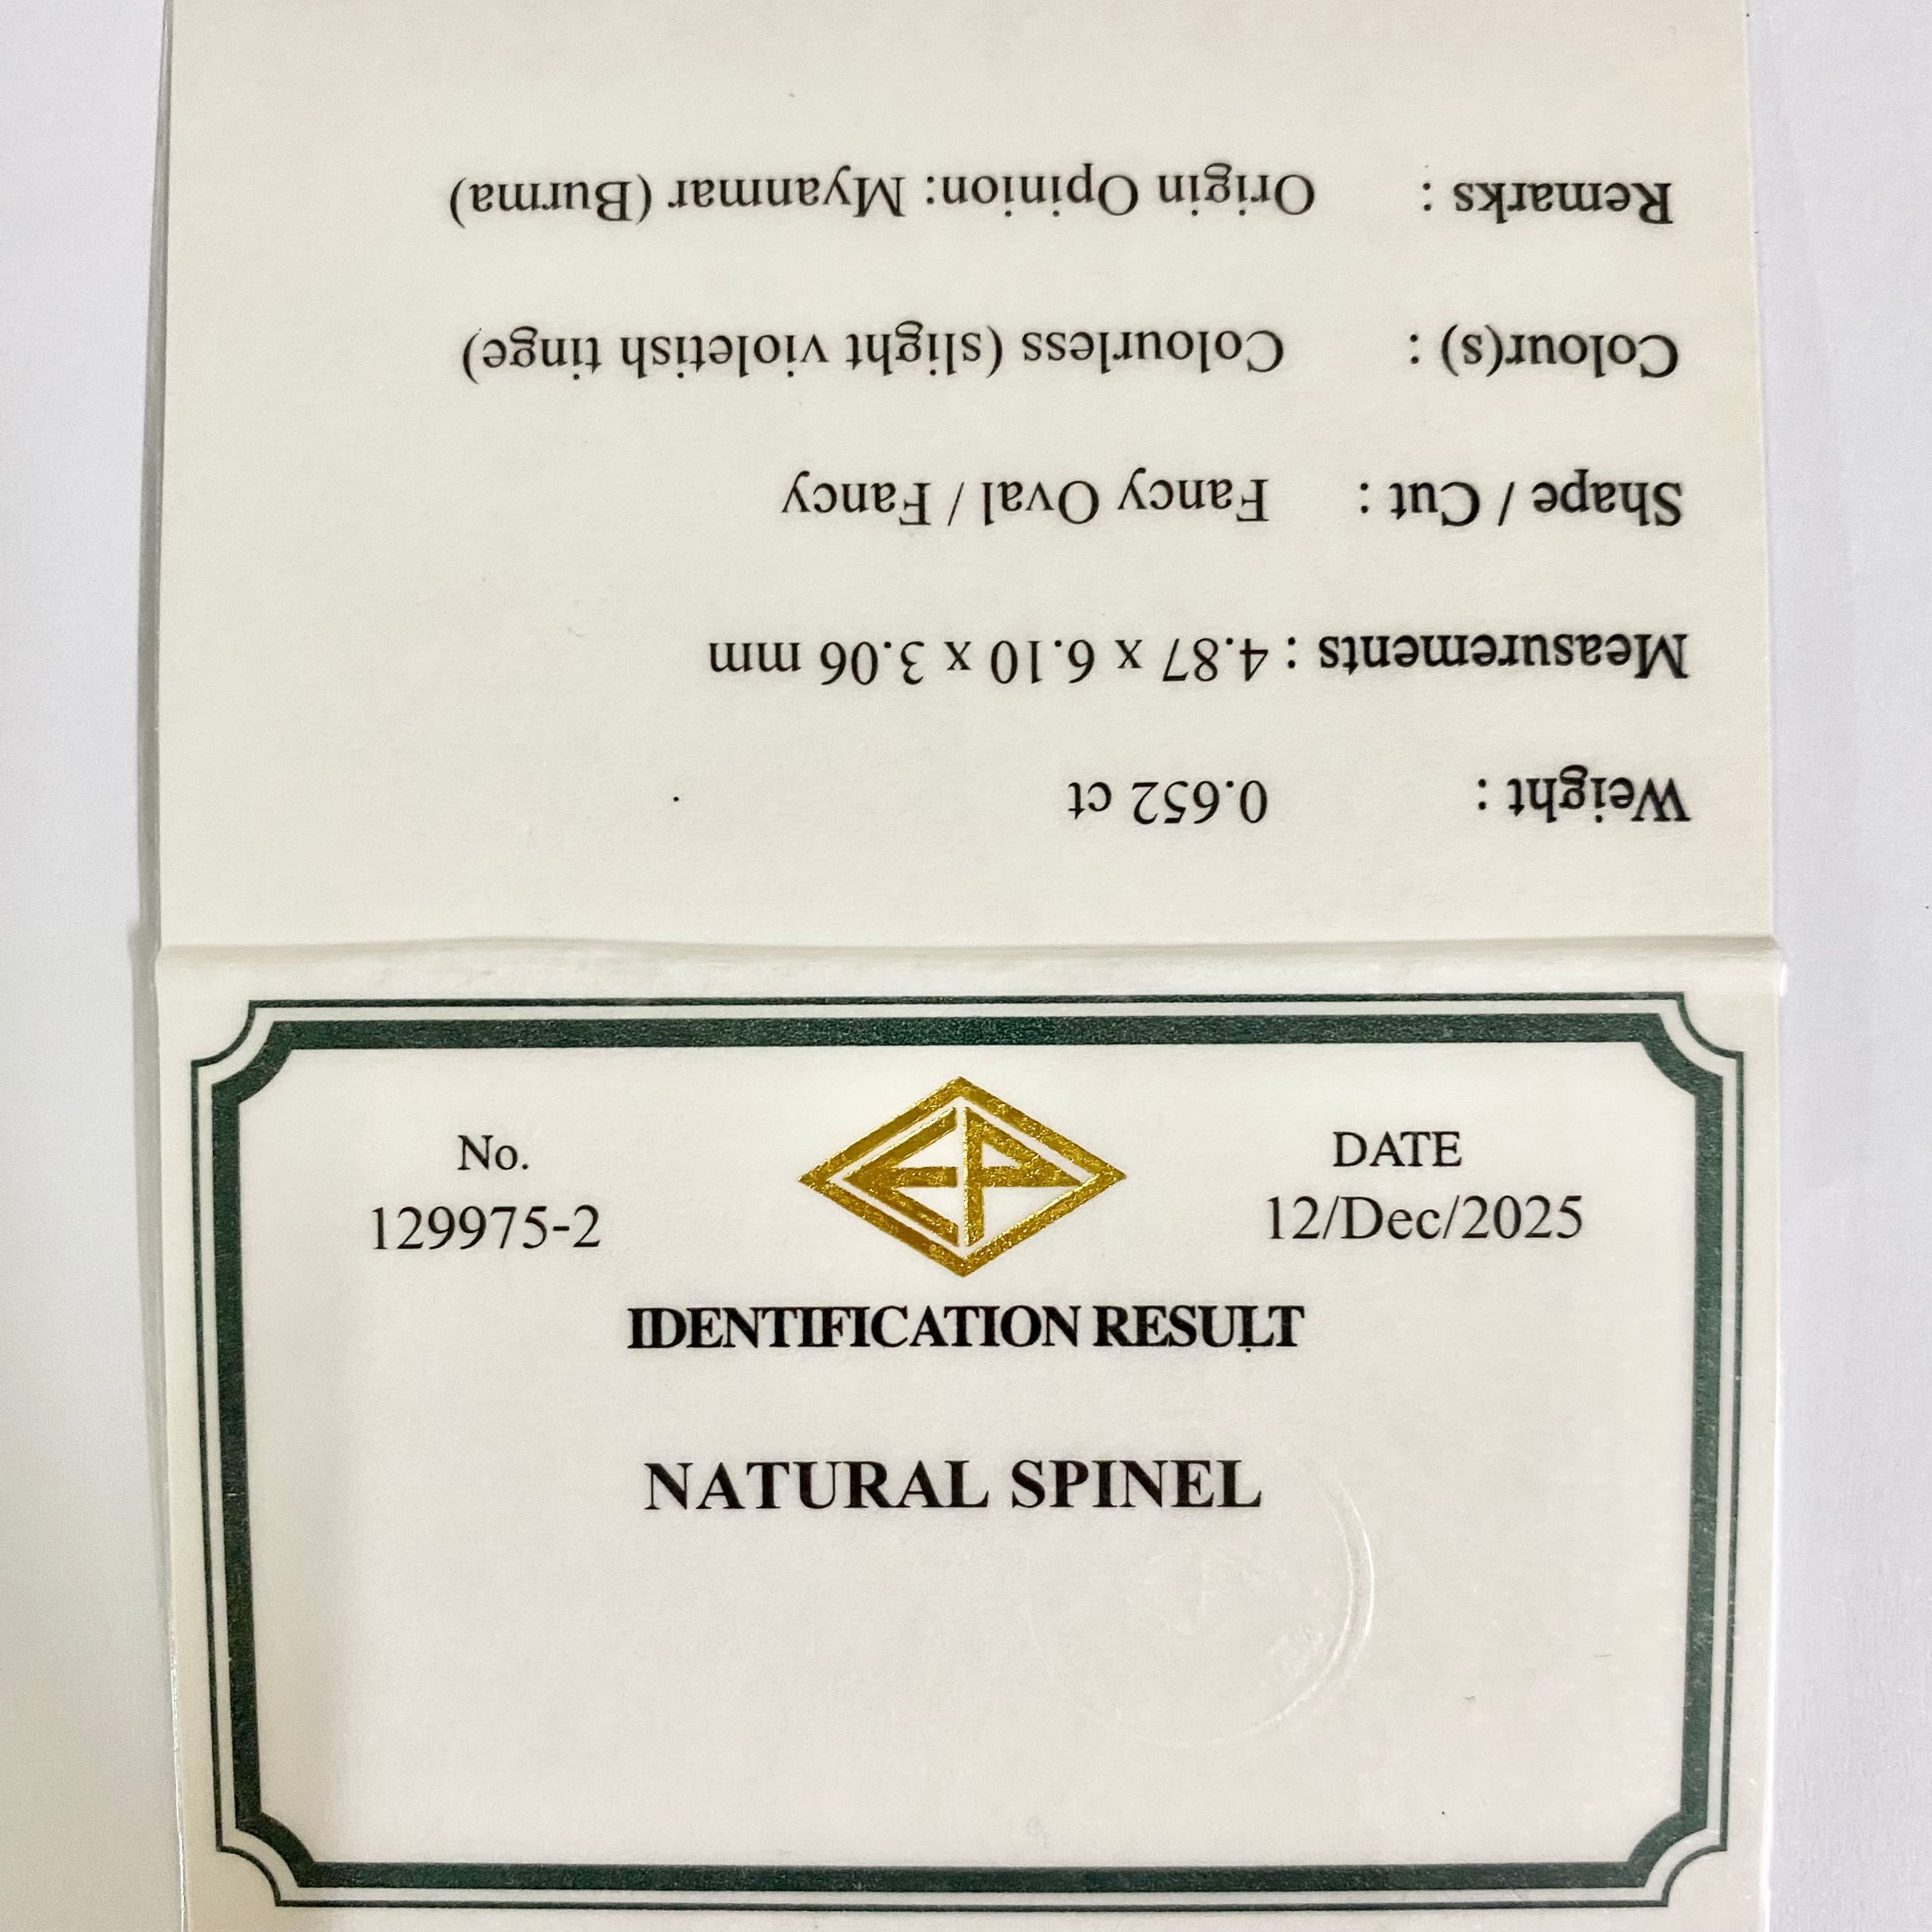 Weight : 0.652 ct
Measurements : 4.87 x 6.10 x 3.06 mm
Shape / Cut : Fancy Oval / Fancy
Colour(s) : Colourless (slight violetish tinge)
Remarks : Origin Opinion: Myanmar (Burma)
No. DATE
129975-2 12/Dec/2025
EP
IDENTIFICATION RESULT
NATURAL SPINEL